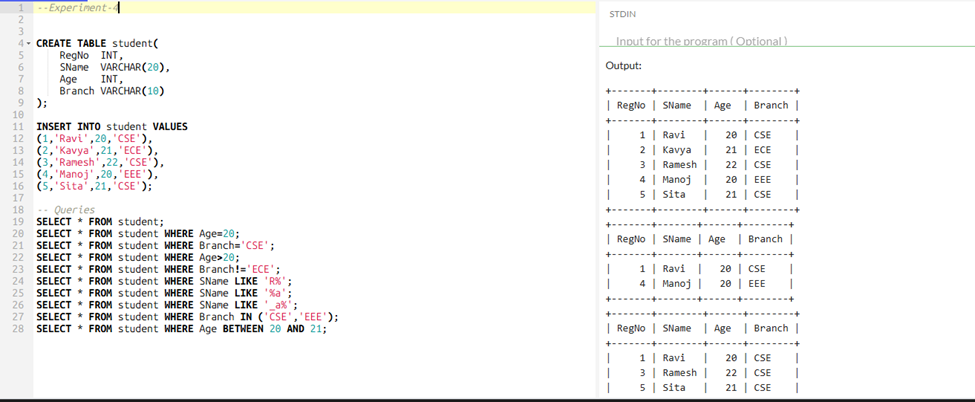 1 --Experiment-4
2
3
4 CREATE TABLE student(
5 RegNo INT,
6 SName VARCHAR(20),
7 Age INT,
8 Branch VARCHAR(10)
9 );
10
11 INSERT INTO student VALUES
12 (1,'Ravi',20,'CSE'),
13 (2,'Kavya',21,'ECE'),
14 (3,'Ramesh',22,'CSE'),
15 (4,'Manoj',20,'EEE'),
16 (5,'Sita',21,'CSE');
17
18 -- Queries
19 SELECT * FROM student;
20 SELECT * FROM student WHERE Age=20;
21 SELECT * FROM student WHERE Branch='CSE';
22 SELECT * FROM student WHERE Age>20;
23 SELECT * FROM student WHERE Branch!='ECE';
24 SELECT * FROM student WHERE SName LIKE 'R%';
25 SELECT * FROM student WHERE SName LIKE '%a';
26 SELECT * FROM student WHERE SName LIKE '_a%';
27 SELECT * FROM student WHERE Branch IN ('CSE','EEE');
28 SELECT * FROM student WHERE Age BETWEEN 20 AND 21;
STDIN
Input for the program ( Optional )
Output:
+-------+--------+------+--------+
| RegNo | SName | Age | Branch |
+-------+--------+------+--------+
| 1 | Ravi | 20 | CSE |
| 2 | Kavya | 21 | ECE |
| 3 | Ramesh | 22 | CSE |
| 4 | Manoj | 20 | EEE |
| 5 | Sita | 21 | CSE |
+-------+--------+------+--------+
+-------+-------+------+--------+
| RegNo | SName | Age | Branch |
+-------+-------+------+--------+
| 1 | Ravi | 20 | CSE |
| 4 | Manoj | 20 | EEE |
+-------+-------+------+--------+
+-------+--------+------+--------+
| RegNo | SName | Age | Branch |
+-------+--------+------+--------+
| 1 | Ravi | 20 | CSE |
| 3 | Ramesh | 22 | CSE |
| 5 | Sita | 21 | CSE |